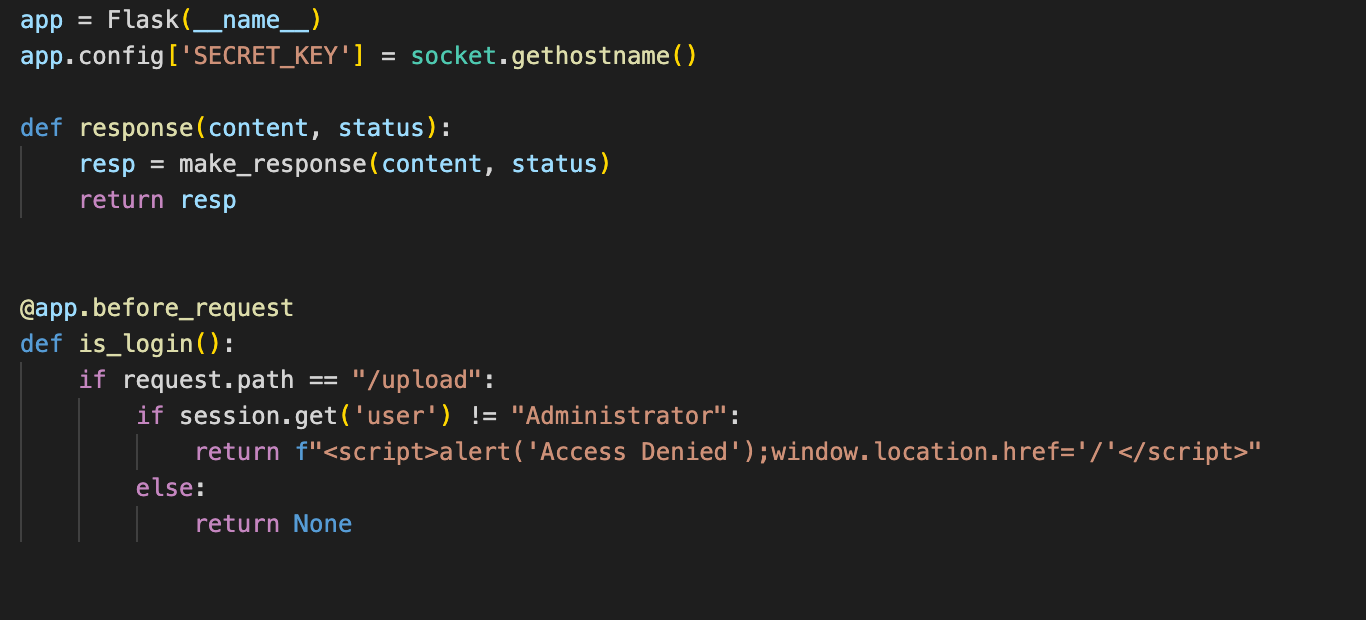 app = Flask(__name__)
app.config['SECRET_KEY'] = socket.gethostname()
def response(content, status):
    resp = make_response(content, status)
    return resp
@app.before_request
def is_login():
    if request.path == "/upload":
        if session.get('user') != "Administrator":
            return f"<script>alert('Access Denied');window.location.href='/'</script>"
        else:
            return None